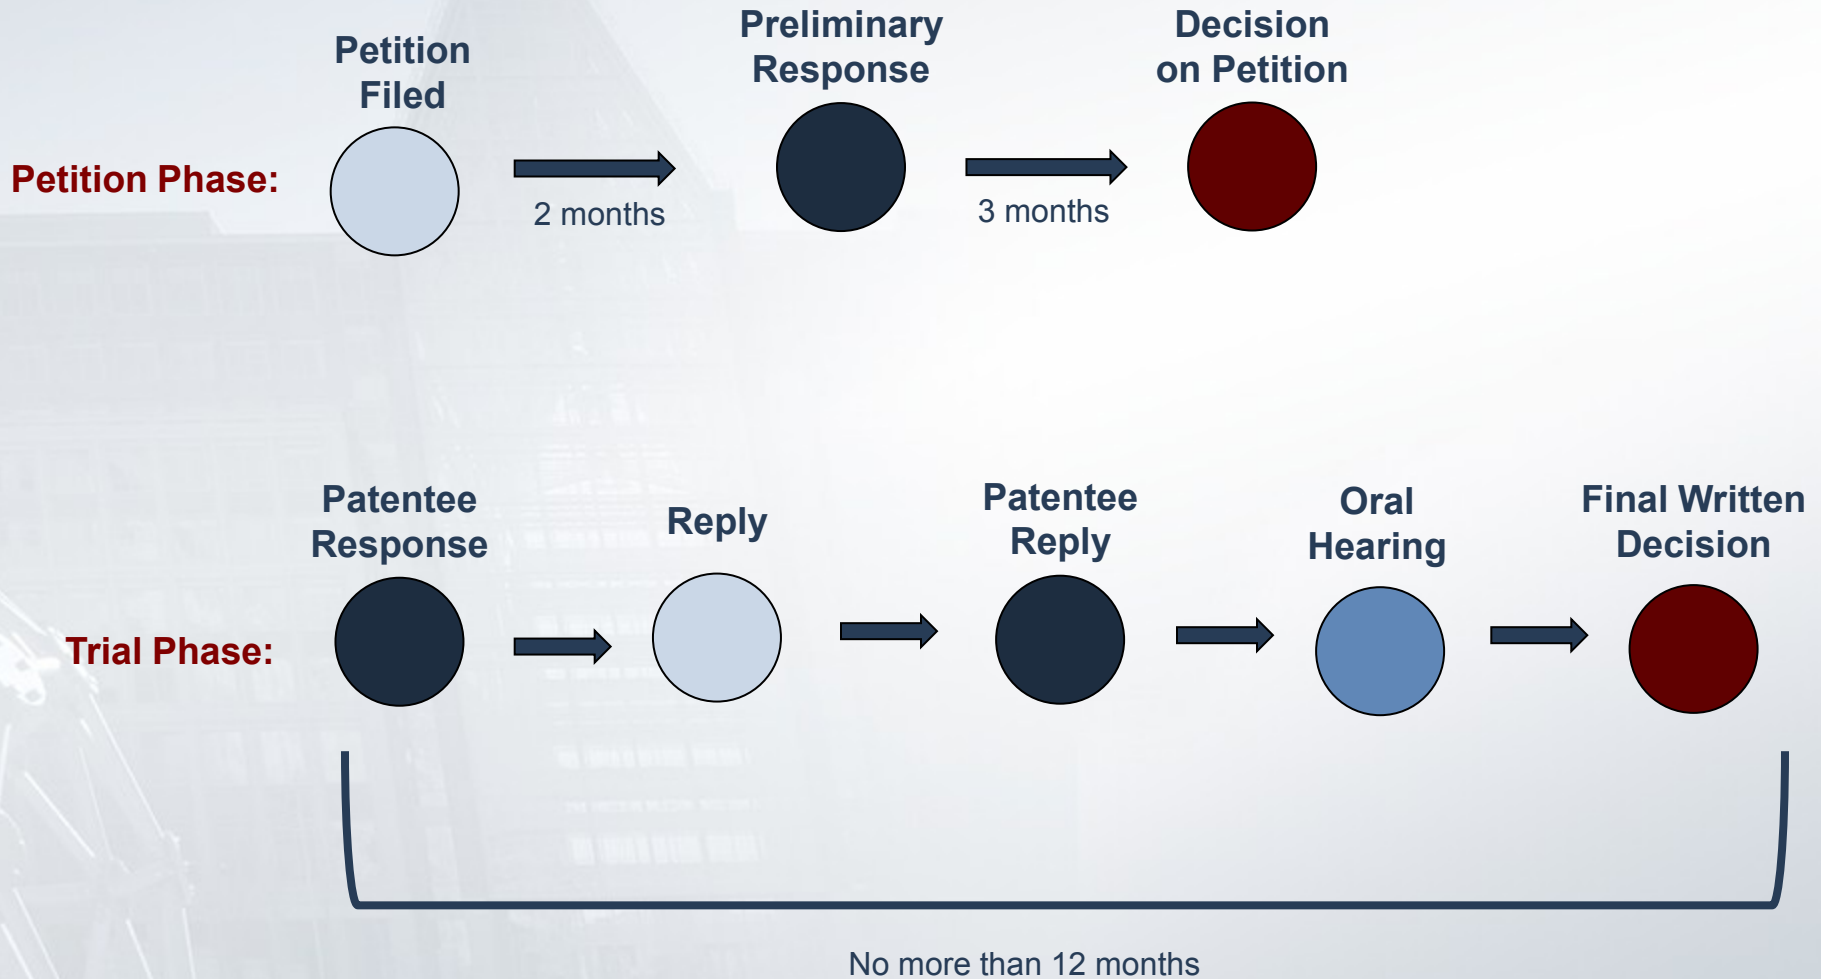 Petition
Filed
Preliminary
Response
Decision
on Petition
Petition Phase:
2 months
3 months
Patentee
Response
Reply
Patentee
Reply
Oral
Hearing
Final Written
Decision
Trial Phase:
No more than 12 months